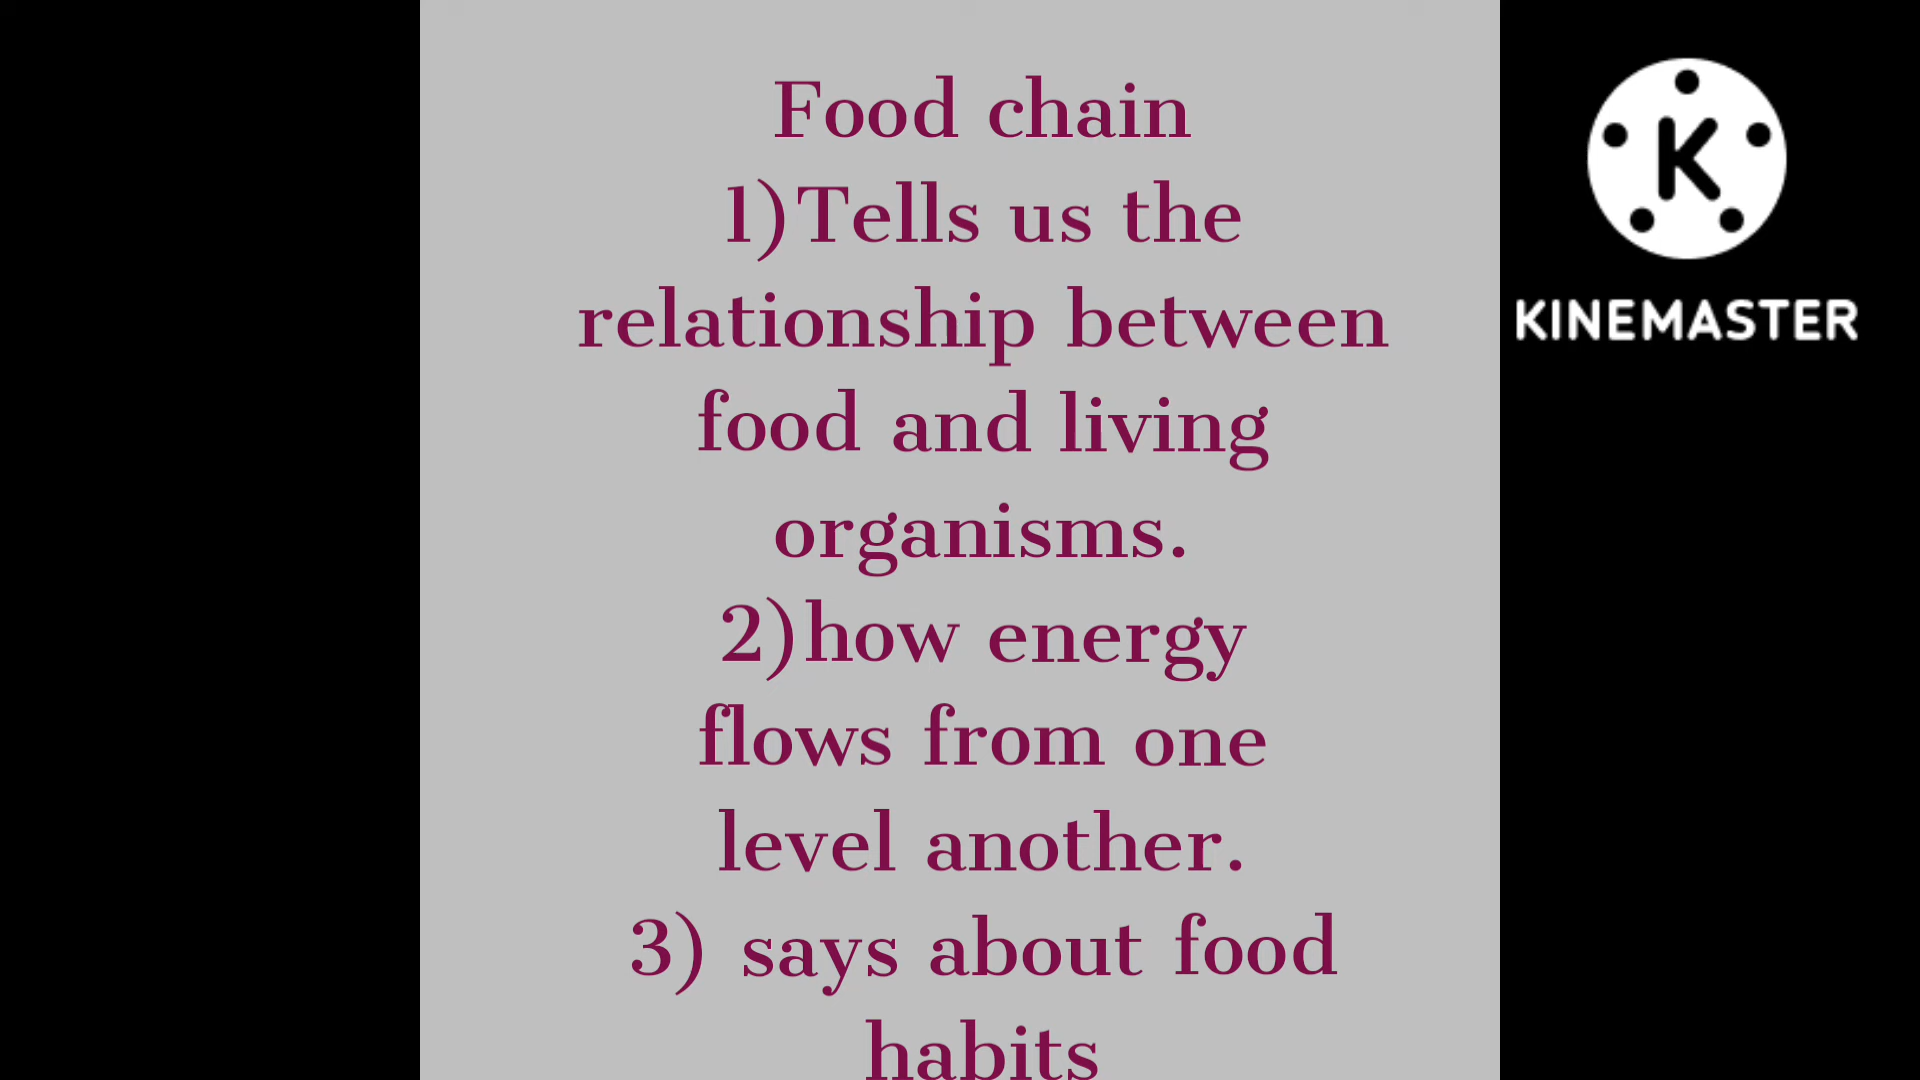 Food chain
1)Tells us the
relationship between
food and living
organisms.
2)how energy
flows from one
level another.
3) says about food
habits
K
KINEMASTER